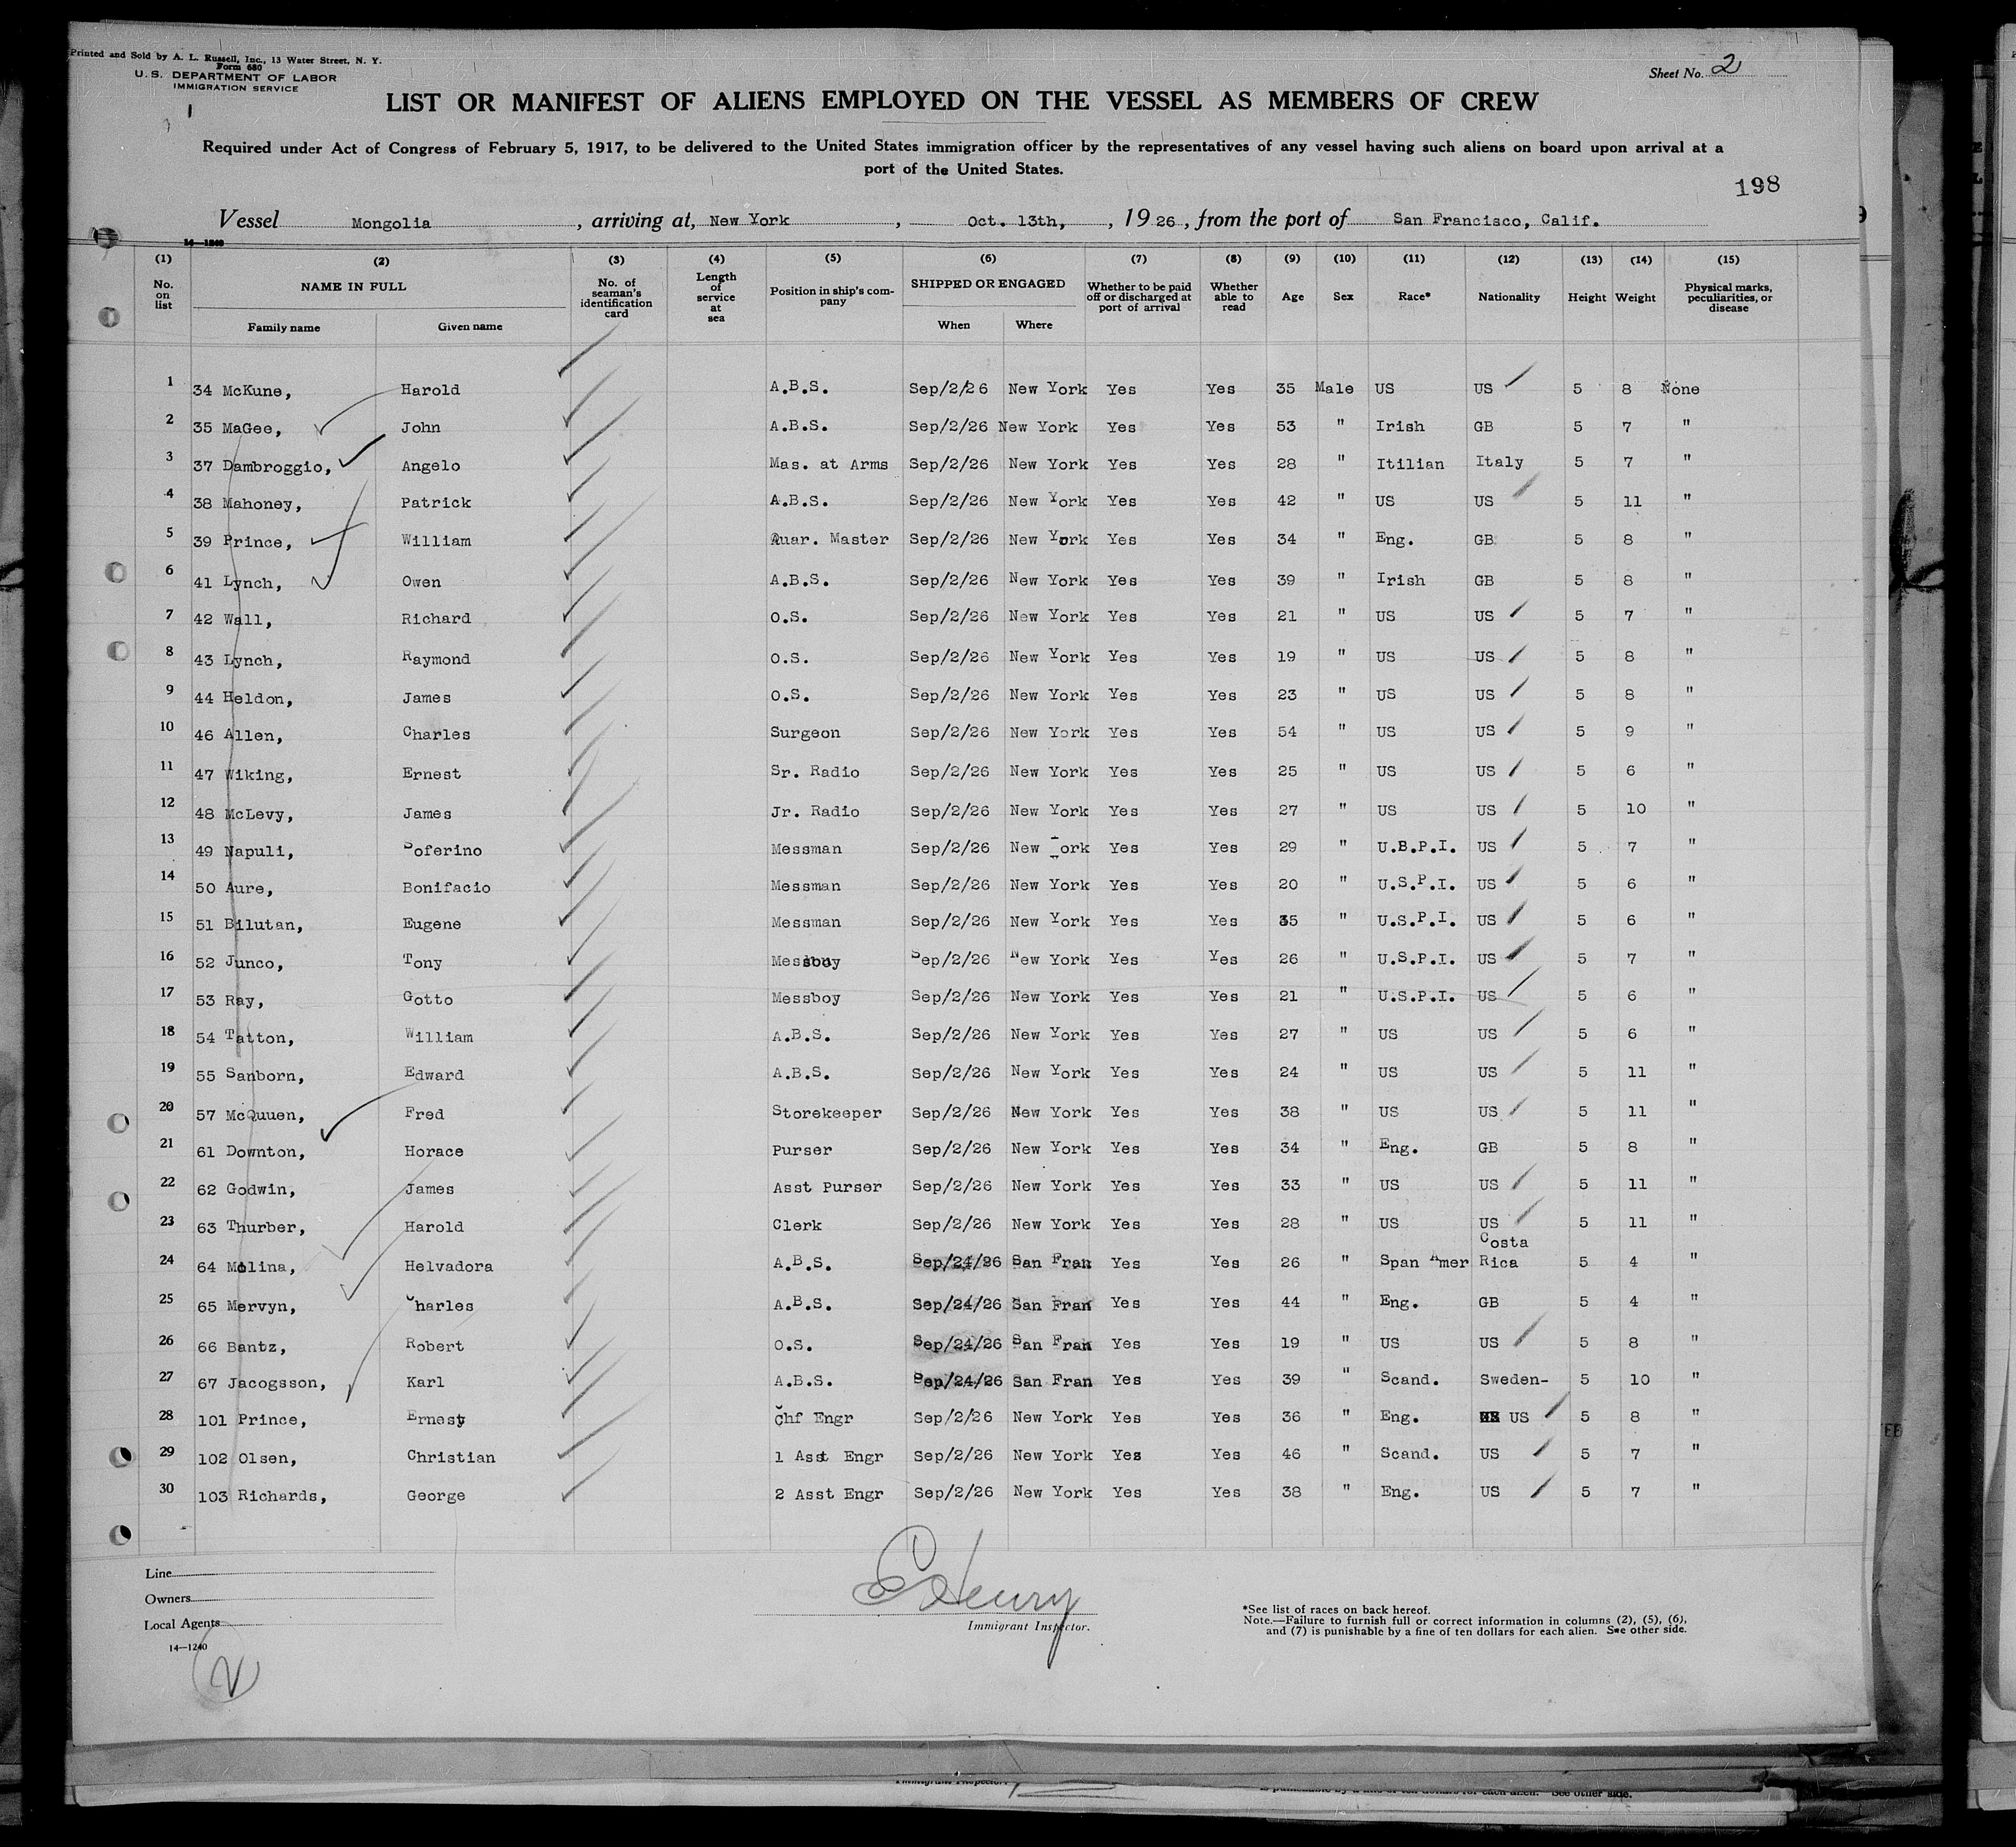 Printed and Sold by A. L. Russell, Inc., 13 Water Street, N. Y.
Form 680
U. S. DEPARTMENT OF LABOR
IMMIGRATION SERVICE
Sheet No. 2
LIST OR MANIFEST OF ALIENS EMPLOYED ON THE VESSEL AS MEMBERS OF CREW
Required under Act of Congress of February 5, 1917, to be delivered to the United States immigration officer by the representatives of any vessel having such aliens on board upon arrival at a
port of the United States.
198
Vessel Mongolia, arriving at, New York, Oct. 13th, , 19 26, from the port of San Francisco, Calif.
14—1240
(1) (2) (3) (4) (5) (6) (7) (8) (9) (10) (11) (12) (13) (14) (15)
No. on list NAME IN FULL Family name Given name No. of seaman's identification card Length of service at sea Position in ship's company SHIPPED OR ENGAGED When Where Whether to be paid off or discharged at port of arrival Whether able to read Age Sex Race* Nationality Height Weight Physical marks, peculiarities, or disease
1 34 McKune, Harold A.B.S. Sep/2/26 New York Yes Yes 35 Male US US 5 8 None
2 35 MaGee, John A.B.S. Sep/2/26 New York Yes Yes 53 " Irish GB 5 7 "
3 37 Dambroggio, Angelo Mas. at Arms Sep/2/26 New York Yes Yes 28 " Itilian Italy 5 7 "
4 38 Mahoney, Patrick A.B.S. Sep/2/26 New York Yes Yes 42 " US US 5 11 "
5 39 Prince, William Quar. Master Sep/2/26 New York Yes Yes 34 " Eng. GB 5 8 "
6 41 Lynch, Owen A.B.S. Sep/2/26 New York Yes Yes 39 " Irish GB 5 8 "
7 42 Wall, Richard O.S. Sep/2/26 New York Yes Yes 21 " US US 5 7 "
8 43 Lynch, Raymond O.S. Sep/2/26 New York Yes Yes 19 " US US 5 8 "
9 44 Heldon, James O.S. Sep/2/26 New York Yes Yes 23 " US US 5 8 "
10 46 Allen, Charles Surgeon Sep/2/26 New York Yes Yes 54 " US US 5 9 "
11 47 Wiking, Ernest Sr. Radio Sep/2/26 New York Yes Yes 25 " US US 5 6 "
12 48 McLevy, James Jr. Radio Sep/2/26 New York Yes Yes 27 " US US 5 10 "
13 49 Napuli, Soferino Messman Sep/2/26 New York Yes Yes 29 " U.B.P.I. US 5 7 "
14 50 Aure, Bonifacio Messman Sep/2/26 New York Yes Yes 20 " U.S.P.I. US 5 6 "
15 51 Bilutan, Eugene Messman Sep/2/26 New York Yes Yes 35 " U.S.P.I. US 5 6 "
16 52 Junco, Tony Messboy Sep/2/26 New York Yes Yes 26 " U.S.P.I. US 5 7 "
17 53 Ray, Gotto Messboy Sep/2/26 New York Yes Yes 21 " U.S.P.I. US 5 6 "
18 54 Tatton, William A.B.S. Sep/2/26 New York Yes Yes 27 " US US 5 6 "
19 55 Sanborn, Edward A.B.S. Sep/2/26 New York Yes Yes 24 " US US 5 11 "
20 57 McQuuen, Fred Storekeeper Sep/2/26 New York Yes Yes 38 " US US 5 11 "
21 61 Downton, Horace Purser Sep/2/26 New York Yes Yes 34 " Eng. GB 5 8 "
22 62 Godwin, James Asst Purser Sep/2/26 New York Yes Yes 33 " US US 5 11 "
23 63 Thurber, Harold Clerk Sep/2/26 New York Yes Yes 28 " US US 5 11 "
24 64 Molina, Helvadora A.B.S. Sep/24/26 San Fran Yes Yes 26 " Span Amer Costa Rica 5 4 "
25 65 Mervyn, Charles A.B.S. Sep/24/26 San Fran Yes Yes 44 " Eng. GB 5 4 "
26 66 Bantz, Robert O.S. Sep/24/26 San Fran Yes Yes 19 " US US 5 8 "
27 67 Jacogsson, Karl A.B.S. Sep/24/26 San Fran Yes Yes 39 " Scand. Sweden- 5 10 "
28 101 Prince, Ernest Chf Engr Sep/2/26 New York Yes Yes 36 " Eng. US 5 8 "
29 102 Olsen, Christian 1 Asst Engr Sep/2/26 New York Yes Yes 46 " Scand. US 5 7 "
30 103 Richards, George 2 Asst Engr Sep/2/26 New York Yes Yes 38 " Eng. US 5 7 "
Line
Owners
Local Agents
14—1240
Henry
Immigrant Inspector.
*See list of races on back hereof.
Note.—Failure to furnish full or correct information in columns (2), (5), (6),
and (7) is punishable by a fine of ten dollars for each alien. See other side.